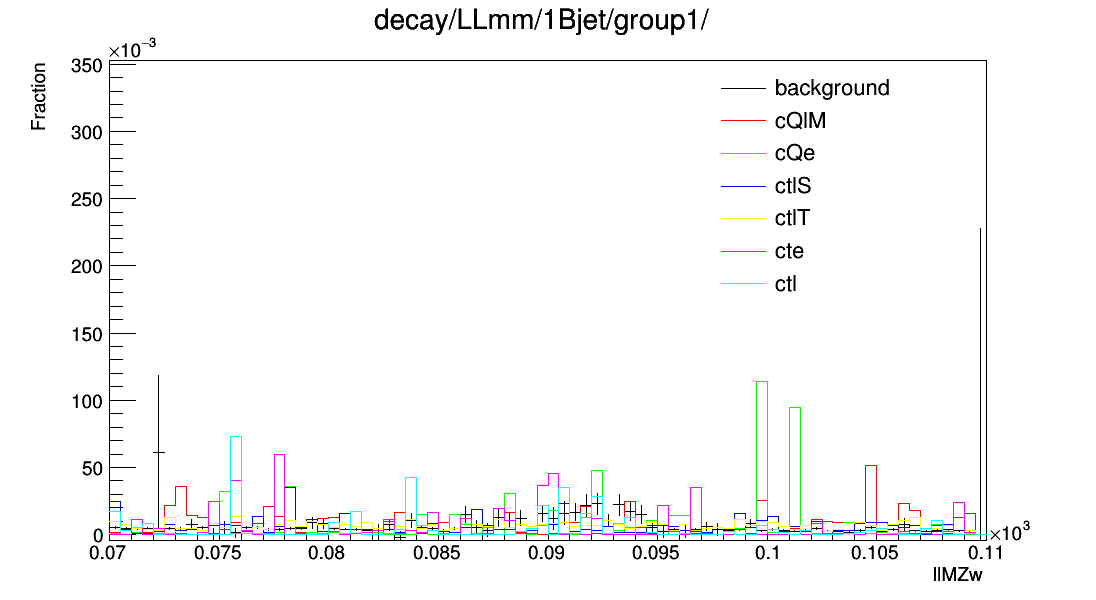 decay/LLmm/1Bjet/group1/
×10⁻³
Fraction
350
300
250
200
150
100
50
0
background
cQlM
cQe
ctlS
ctlT
cte
ctl
0.07
0.075
0.08
0.085
0.09
0.095
0.1
0.105
0.11
×10³
llMZw